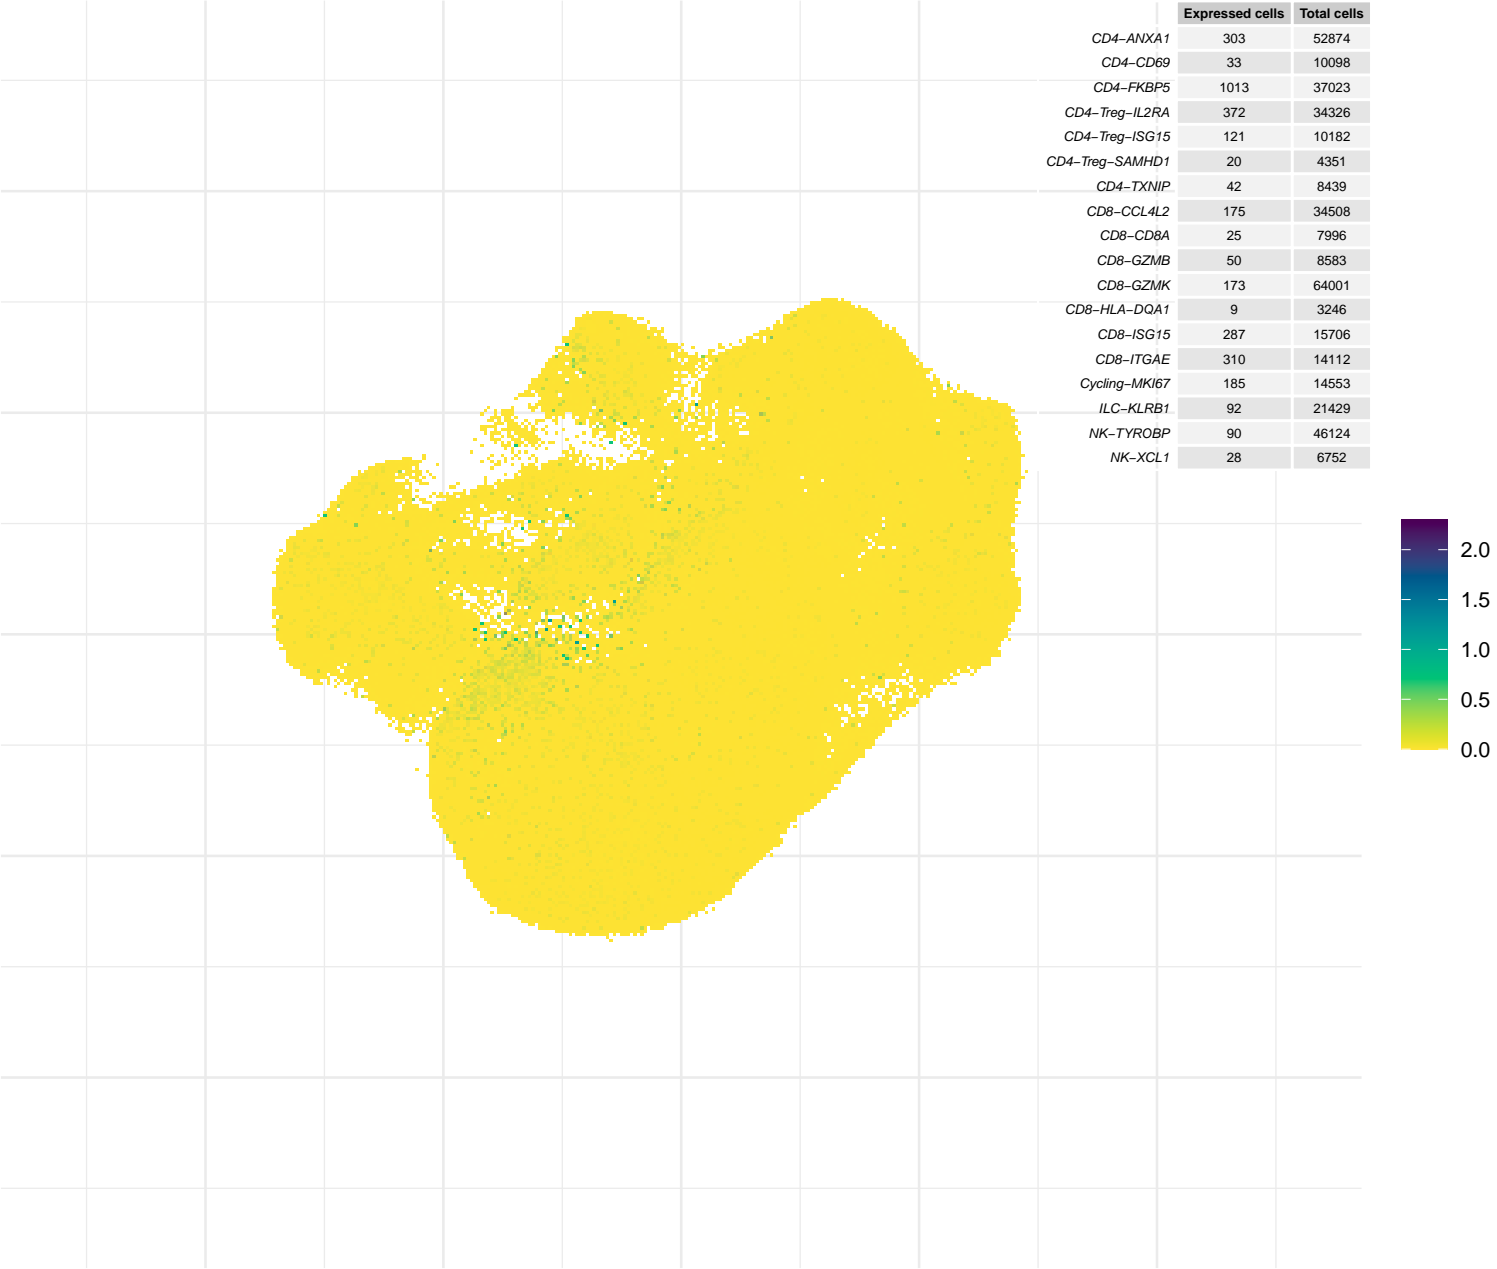 Expressed cells Total cells
CD4−ANXA1 303 52874
CD4−CD69 33 10098
CD4−FKBP5 1013 37023
CD4−Treg−IL2RA 372 34326
CD4−Treg−ISG15 121 10182
CD4−Treg−SAMHD1 20 4351
CD4−TXNIP 42 8439
CD8−CCL4L2 175 34508
CD8−CD8A 25 7996
CD8−GZMB 50 8583
CD8−GZMK 173 64001
CD8−HLA−DQA1 9 3246
CD8−ISG15 287 15706
CD8−ITGAE 310 14112
Cycling−MKI67 185 14553
ILC−KLRB1 92 21429
NK−TYROBP 90 46124
NK−XCL1 28 6752
2.0
1.5
1.0
0.5
0.0